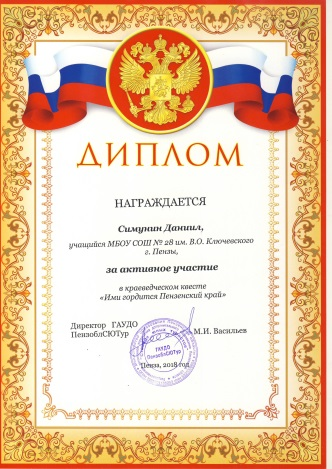 ДИПЛОМ
НАГРАЖДАЕТСЯ
Симунин Даниил,
учащийся МБОУ СОШ № 28 им. В.О. Ключевского
г. Пензы,
за активное участие
в краеведческом квесте
«Ими гордится Пензенский край»
Директор ГАУДО
ПензоблСЮТур М.И. Васильев
ГАУДО
ПензоблСЮТур
Пенза, 2018 год